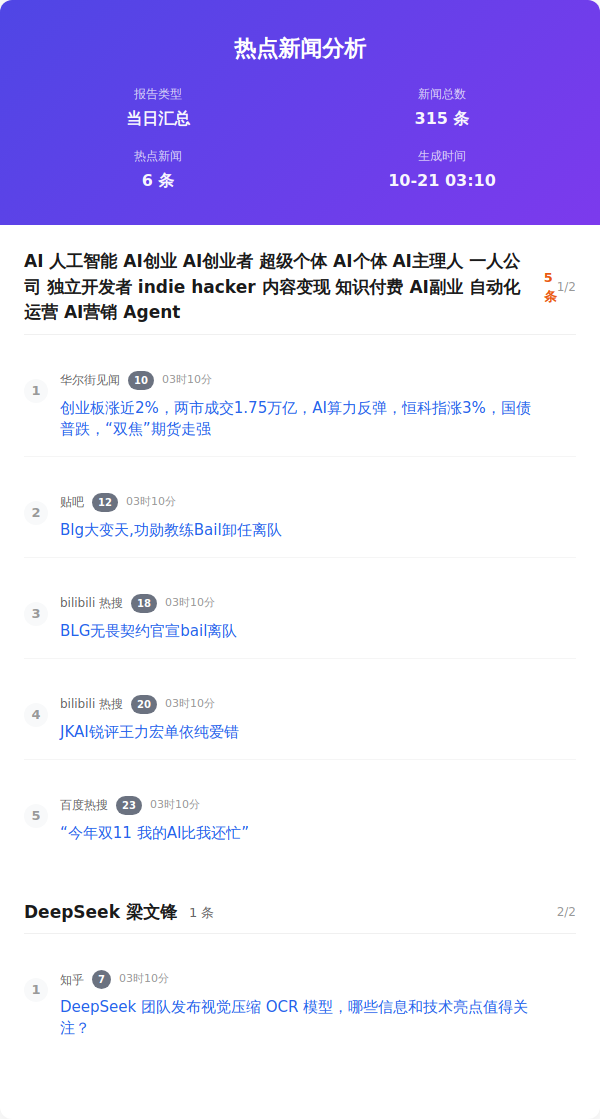 热点新闻分析
报告类型
当日汇总
新闻总数
315 条
热点新闻
6 条
生成时间
10-21 03:10
AI 人工智能 AI创业 AI创业者 超级个体 AI个体 AI主理人 一人公
司 独立开发者 indie hacker 内容变现 知识付费 AI副业 自动化
运营 AI营销 Agent
5
条
1/2
1
华尔街见闻 10 03时10分
创业板涨近2%，两市成交1.75万亿，AI算力反弹，恒科指涨3%，国债
普跌，“双焦”期货走强
2
贴吧 12 03时10分
Blg大变天,功勋教练Bail卸任离队
3
bilibili 热搜 18 03时10分
BLG无畏契约官宣bail离队
4
bilibili 热搜 20 03时10分
JKAI锐评王力宏单依纯爱错
5
百度热搜 23 03时10分
“今年双11 我的AI比我还忙”
DeepSeek 梁文锋 1 条
2/2
1
知乎 7 03时10分
DeepSeek 团队发布视觉压缩 OCR 模型，哪些信息和技术亮点值得关
注？